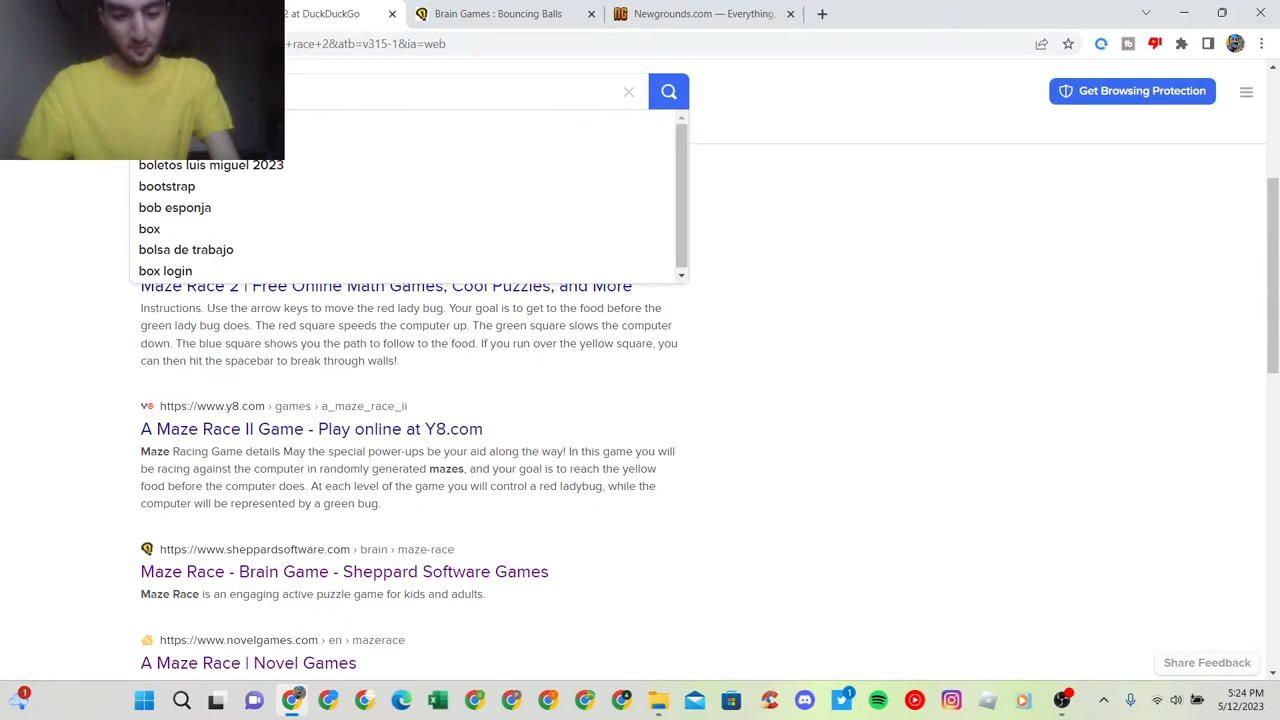 2 at DuckDuckGo
Brain Games : Bouncing Balls
Newgrounds.com — Everything,
+race+2&atb=v315-1&ia=web
Get Browsing Protection
boletos luis miguel 2023
bootstrap
bob esponja
box
bolsa de trabajo
box login
Maze Race 2 | Free Online Math Games, Cool Puzzles, and More
Instructions. Use the arrow keys to move the red lady bug. Your goal is to get to the food before the
green lady bug does. The red square speeds the computer up. The green square slows the computer
down. The blue square shows you the path to follow to the food. If you run over the yellow square, you
can then hit the spacebar to break through walls!
https://www.y8.com › games › a_maze_race_ii
A Maze Race II Game - Play online at Y8.com
Maze Racing Game details May the special power-ups be your aid along the way! In this game you will
be racing against the computer in randomly generated mazes, and your goal is to reach the yellow
food before the computer does. At each level of the game you will control a red ladybug, while the
computer will be represented by a green bug.
https://www.sheppardsoftware.com › brain › maze-race
Maze Race - Brain Game - Sheppard Software Games
Maze Race is an engaging active puzzle game for kids and adults.
https://www.novelgames.com › en › mazerace
A Maze Race | Novel Games
Share Feedback
1
1
5:24 PM
5/12/2023